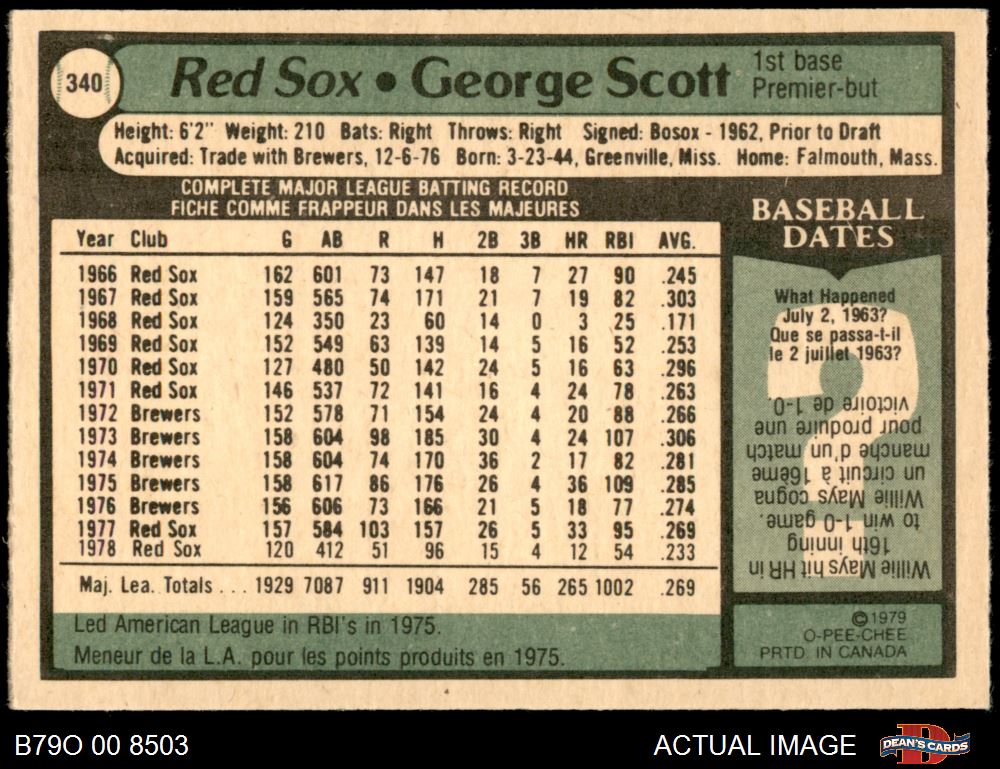 340
Red Sox • George Scott
1st base
Premier-but
Height: 6'2" Weight: 210 Bats: Right Throws: Right Signed: Bosox - 1962, Prior to Draft
Acquired: Trade with Brewers, 12-6-76 Born: 3-23-44, Greenville, Miss. Home: Falmouth, Mass.
COMPLETE MAJOR LEAGUE BATTING RECORD
FICHE COMME FRAPPEUR DANS LES MAJEURES
Year Club G AB R H 2B 3B HR RBI AVG.
1966 Red Sox 162 601 73 147 18 7 27 90 .245
1967 Red Sox 159 565 74 171 21 7 19 82 .303
1968 Red Sox 124 350 23 60 14 0 3 25 .171
1969 Red Sox 152 549 63 139 14 5 16 52 .253
1970 Red Sox 127 480 50 142 24 5 16 63 .296
1971 Red Sox 146 537 72 141 16 4 24 78 .263
1972 Brewers 152 578 71 154 24 4 20 88 .266
1973 Brewers 158 604 98 185 30 4 24 107 .306
1974 Brewers 158 604 74 170 36 2 17 82 .281
1975 Brewers 158 617 86 176 26 4 36 109 .285
1976 Brewers 156 606 73 166 21 5 18 77 .274
1977 Red Sox 157 584 103 157 26 5 33 95 .269
1978 Red Sox 120 412 51 96 15 4 12 54 .233
Maj. Lea. Totals . . . 1929 7087 911 1904 285 56 265 1002 .269
Led American League in RBI's in 1975.
Meneur de la L.A. pour les points produits en 1975.
BASEBALL
DATES
What Happened
July 2, 1963?
Que se passa-t-il
le 2 juillet 1963?
Willie Mays hit HR in
16th inning
to win 1-0 game.
Willie Mays cogna
un circuit à 16ème
manche d'un match
pour produire une
victoire de 1-0.
©1979
O-PEE-CHEE
PRTD. IN CANADA
B79O 00 8503
ACTUAL IMAGE
DEAN'S CARDS